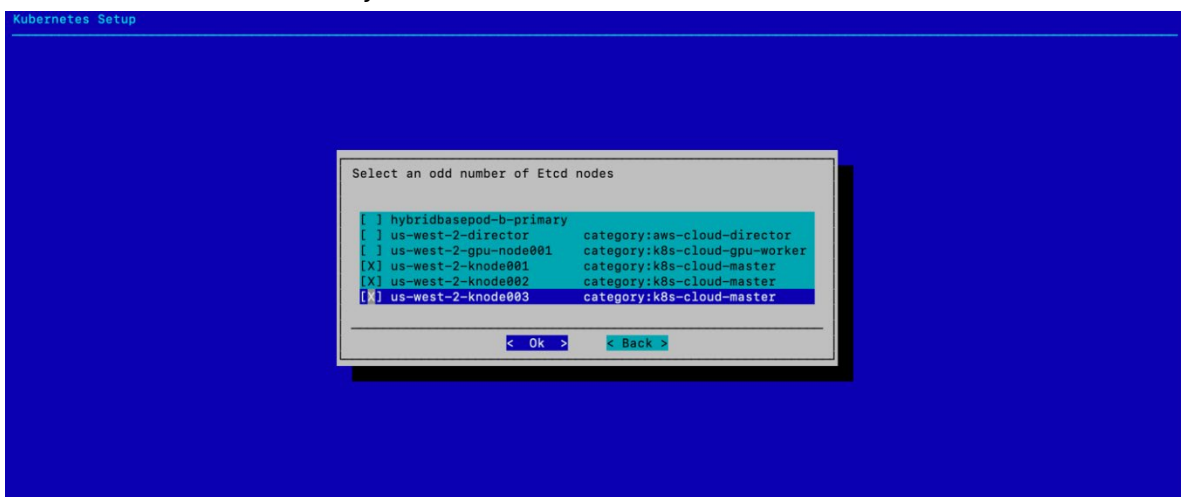 Kubernetes Setup
Select an odd number of Etcd nodes
[ ] hybridbasepod-b-primary
[ ] us-west-2-director category:aws-cloud-director
[ ] us-west-2-gpu-node001 category:k8s-cloud-gpu-worker
[X] us-west-2-knode001 category:k8s-cloud-master
[X] us-west-2-knode002 category:k8s-cloud-master
[X] us-west-2-knode003 category:k8s-cloud-master
< Ok > < Back >